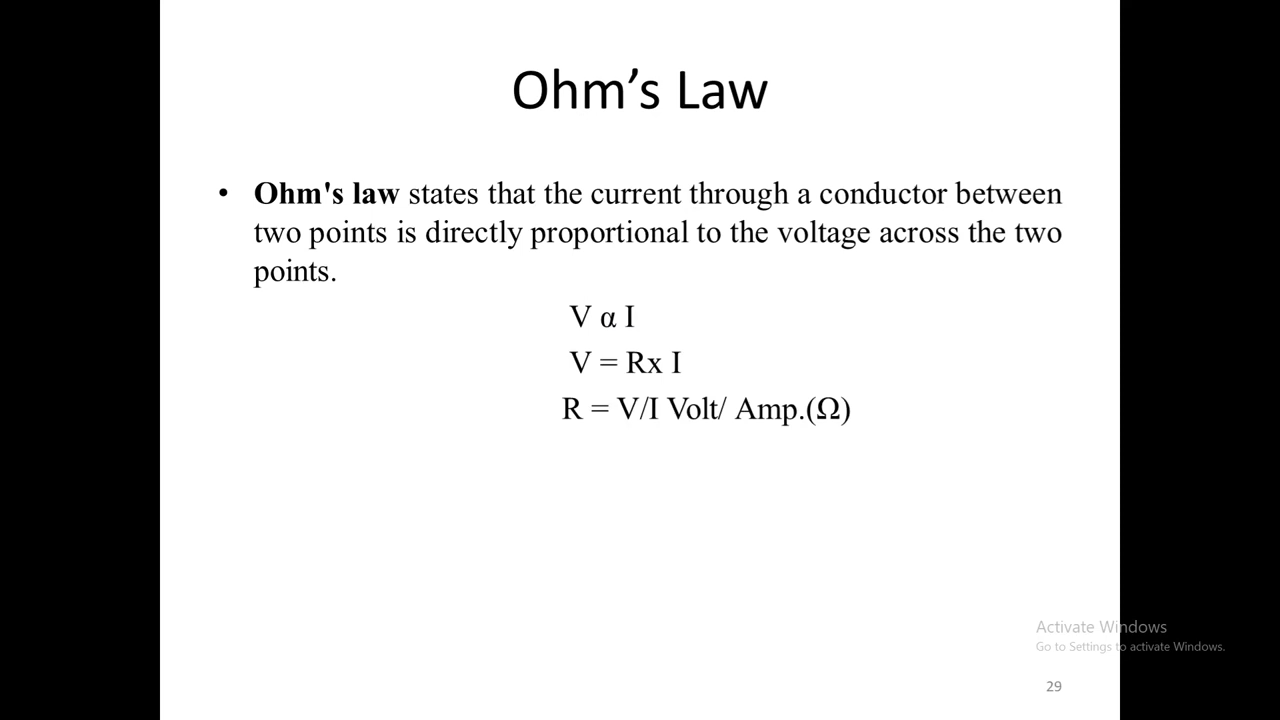 Ohm’s Law
• Ohm's law states that the current through a conductor between
two points is directly proportional to the voltage across the two
points.
V α I
V = Rx I
R = V/I Volt/ Amp.(Ω)
Activate Windows
Go to Settings to activate Windows.
29